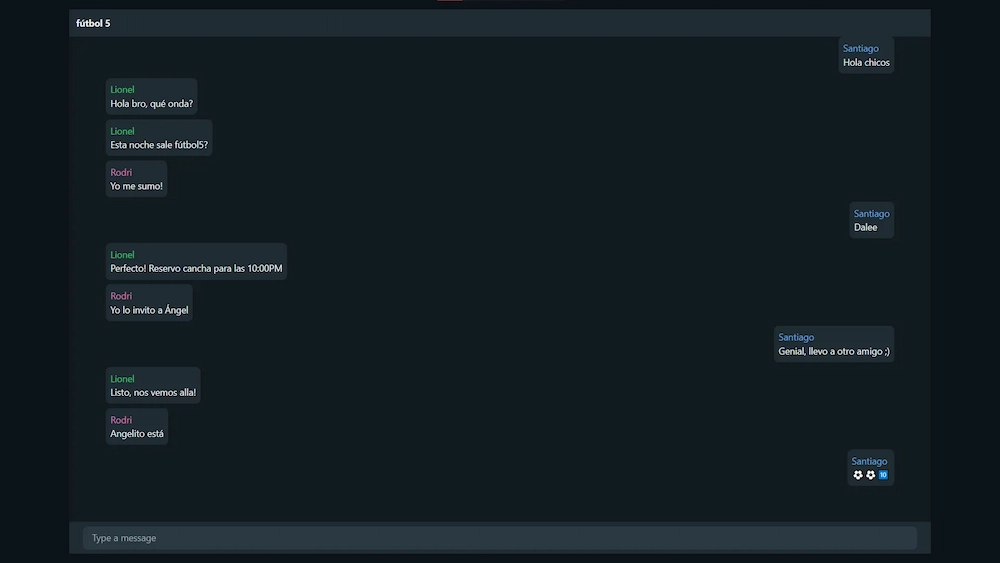 fútbol 5
Santiago
Hola chicos
Lionel
Hola bro, qué onda?
Lionel
Esta noche sale fútbol5?
Rodri
Yo me sumo!
Santiago
Dalee
Lionel
Perfecto! Reservo cancha para las 10:00PM
Rodri
Yo lo invito a Ángel
Santiago
Genial, llevo a otro amigo ;)
Lionel
Listo, nos vemos alla!
Rodri
Angelito está
Santiago
⚽⚽🔟
Type a message